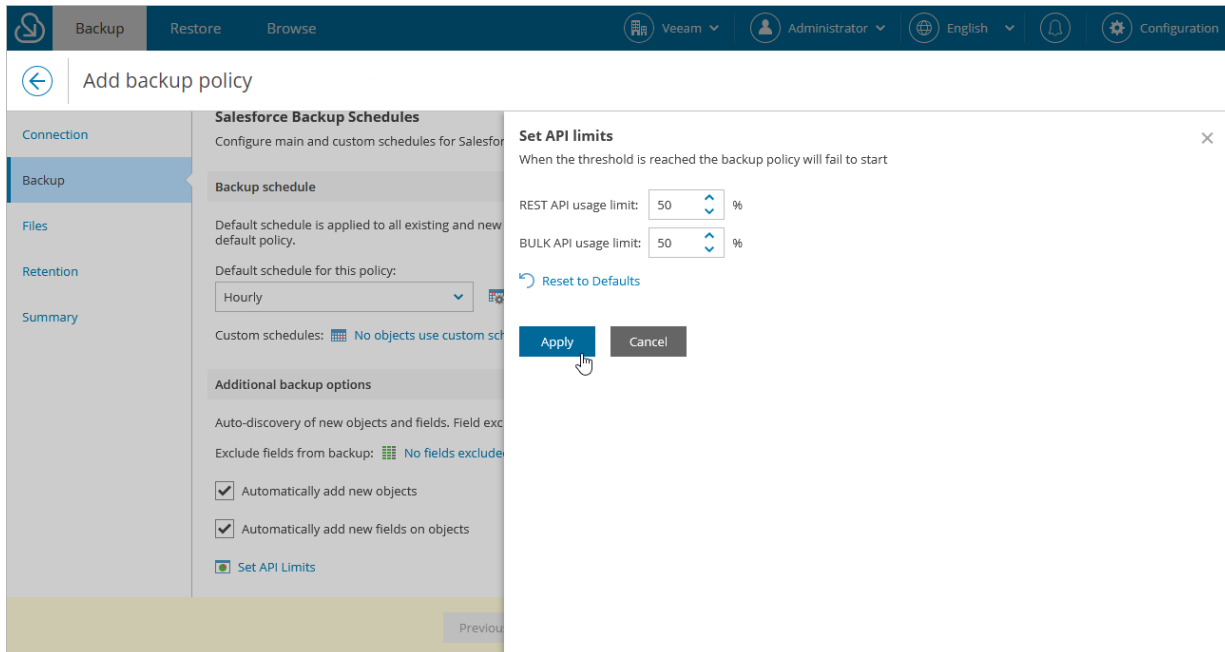 Backup Restore Browse Veeam Administrator English Configuration
Add backup policy
Connection
Backup
Files
Retention
Summary
Salesforce Backup Schedules
Configure main and custom schedules for Salesfor
Backup schedule
Default schedule is applied to all existing and new
default policy.
Default schedule for this policy:
Hourly
Custom schedules: No objects use custom sch
Additional backup options
Auto-discovery of new objects and fields. Field exc
Exclude fields from backup: No fields exclude
Automatically add new objects
Automatically add new fields on objects
Set API Limits
Previou
Set API limits
When the threshold is reached the backup policy will fail to start
REST API usage limit: 50 %
BULK API usage limit: 50 %
Reset to Defaults
Apply Cancel